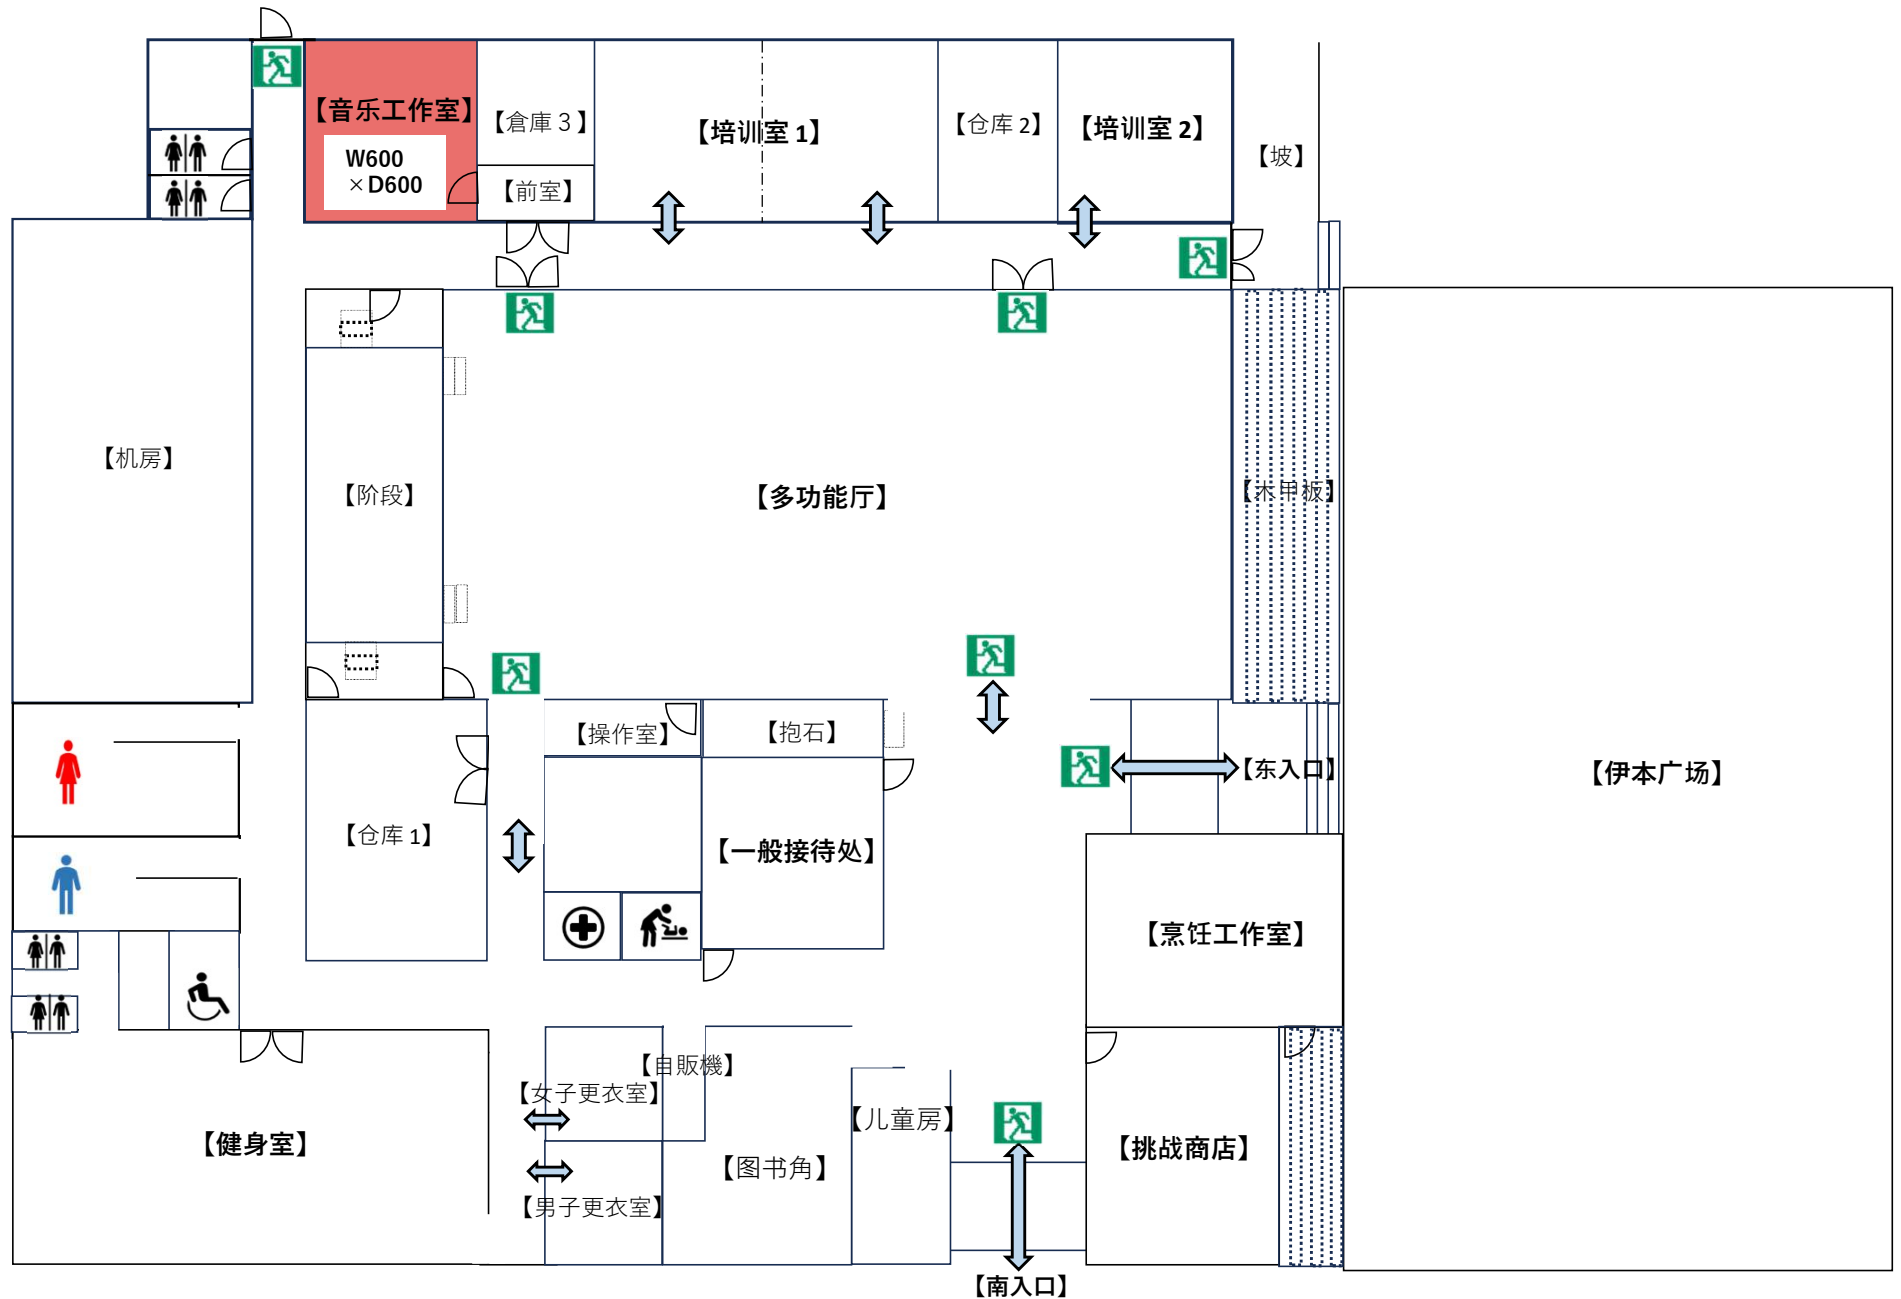 【音乐工作室】
W600
×D600
【倉庫３】
【前室】
【培训室 1】
【仓库 2】
【培训室 2】
【坡】
【机房】
【阶段】
【多功能厅】
【木甲板】
【操作室】
【抱石】
【东入口】
【伊本广场】
【仓库 1】
【一般接待处】
【烹饪工作室】
【自販機】
【女子更衣室】
【儿童房】
【健身室】
【图书角】
【挑战商店】
【男子更衣室】
【南入口】